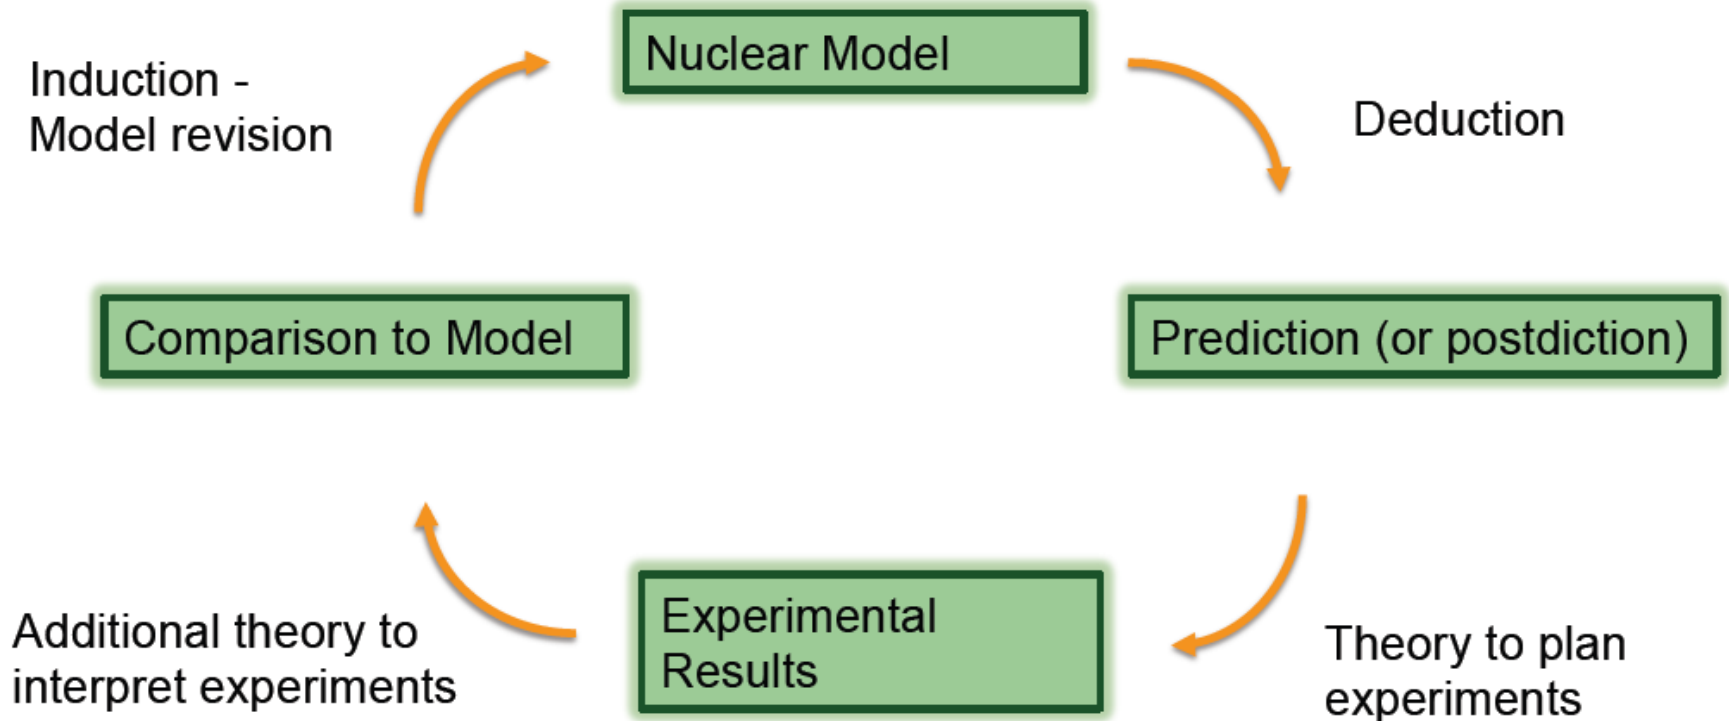 Nuclear Model
Induction -
Model revision
Deduction
Comparison to Model
Prediction (or postdiction)
Experimental
Results
Additional theory to
interpret experiments
Theory to plan
experiments